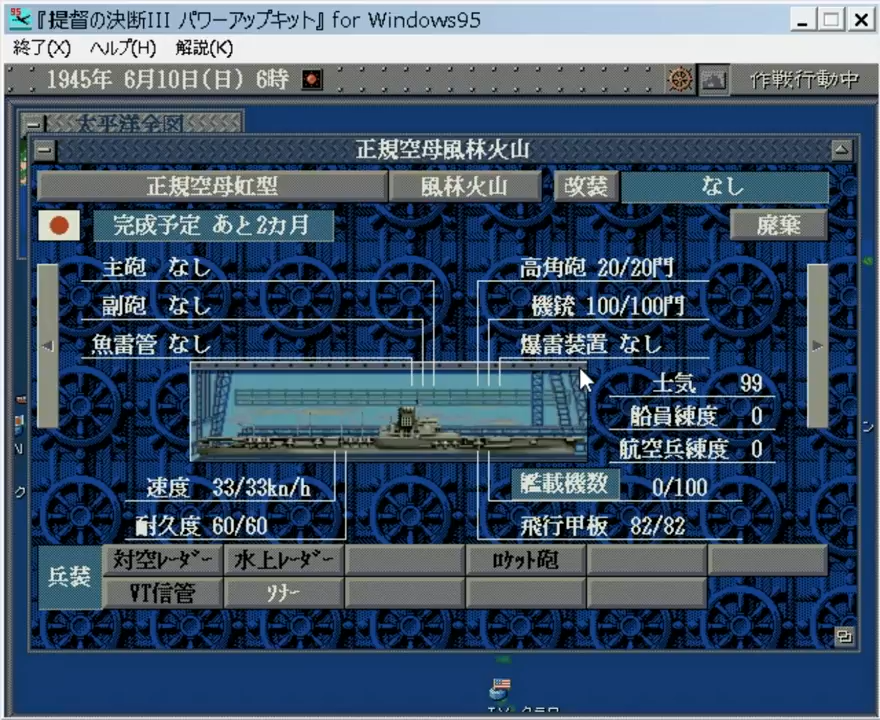 『提督の決断III パワーアップキット』 for Windows95
終了(X) ヘルプ(H) 解説(K)
1945年 6月10日(日) 6時
作戦行動中
太平洋全図
正規空母風林火山
正規空母虹型 風林火山 改装 なし
完成予定 あと2カ月 廃棄
主砲 なし 高角砲 20/20門
副砲 なし 機銃 100/100門
魚雷管 なし 爆雷装置 なし
士気 99
船員練度 0
航空兵練度 0
速度 33/33kn/h 艦載機数 0/100
耐久度 60/60 飛行甲板 82/82
兵装 対空レーダー 水上レーダー ロケット砲
VT信管 ソナー